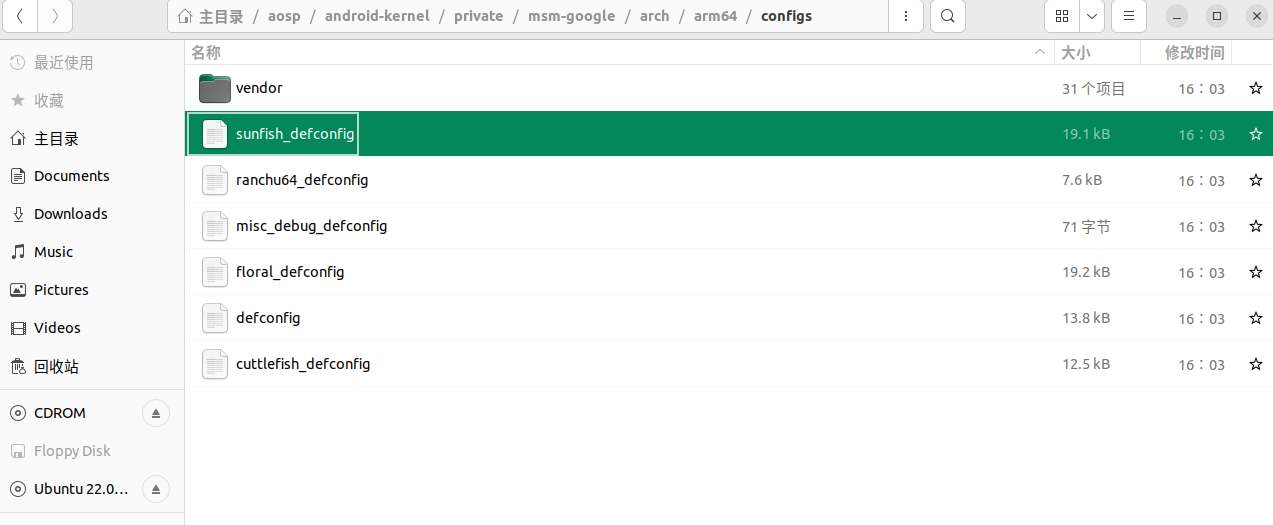 主目录 / aosp / android-kernel / private / msm-google / arch / arm64 / configs
最近使用
收藏
主目录
Documents
Downloads
Music
Pictures
Videos
回收站
CDROM
Floppy Disk
Ubuntu 22.0…
名称 大小 修改时间
vendor 31 个项目 16：03
sunfish_defconfig 19.1 kB 16：03
ranchu64_defconfig 7.6 kB 16：03
misc_debug_defconfig 71 字节 16：03
floral_defconfig 19.2 kB 16：03
defconfig 13.8 kB 16：03
cuttlefish_defconfig 12.5 kB 16：03